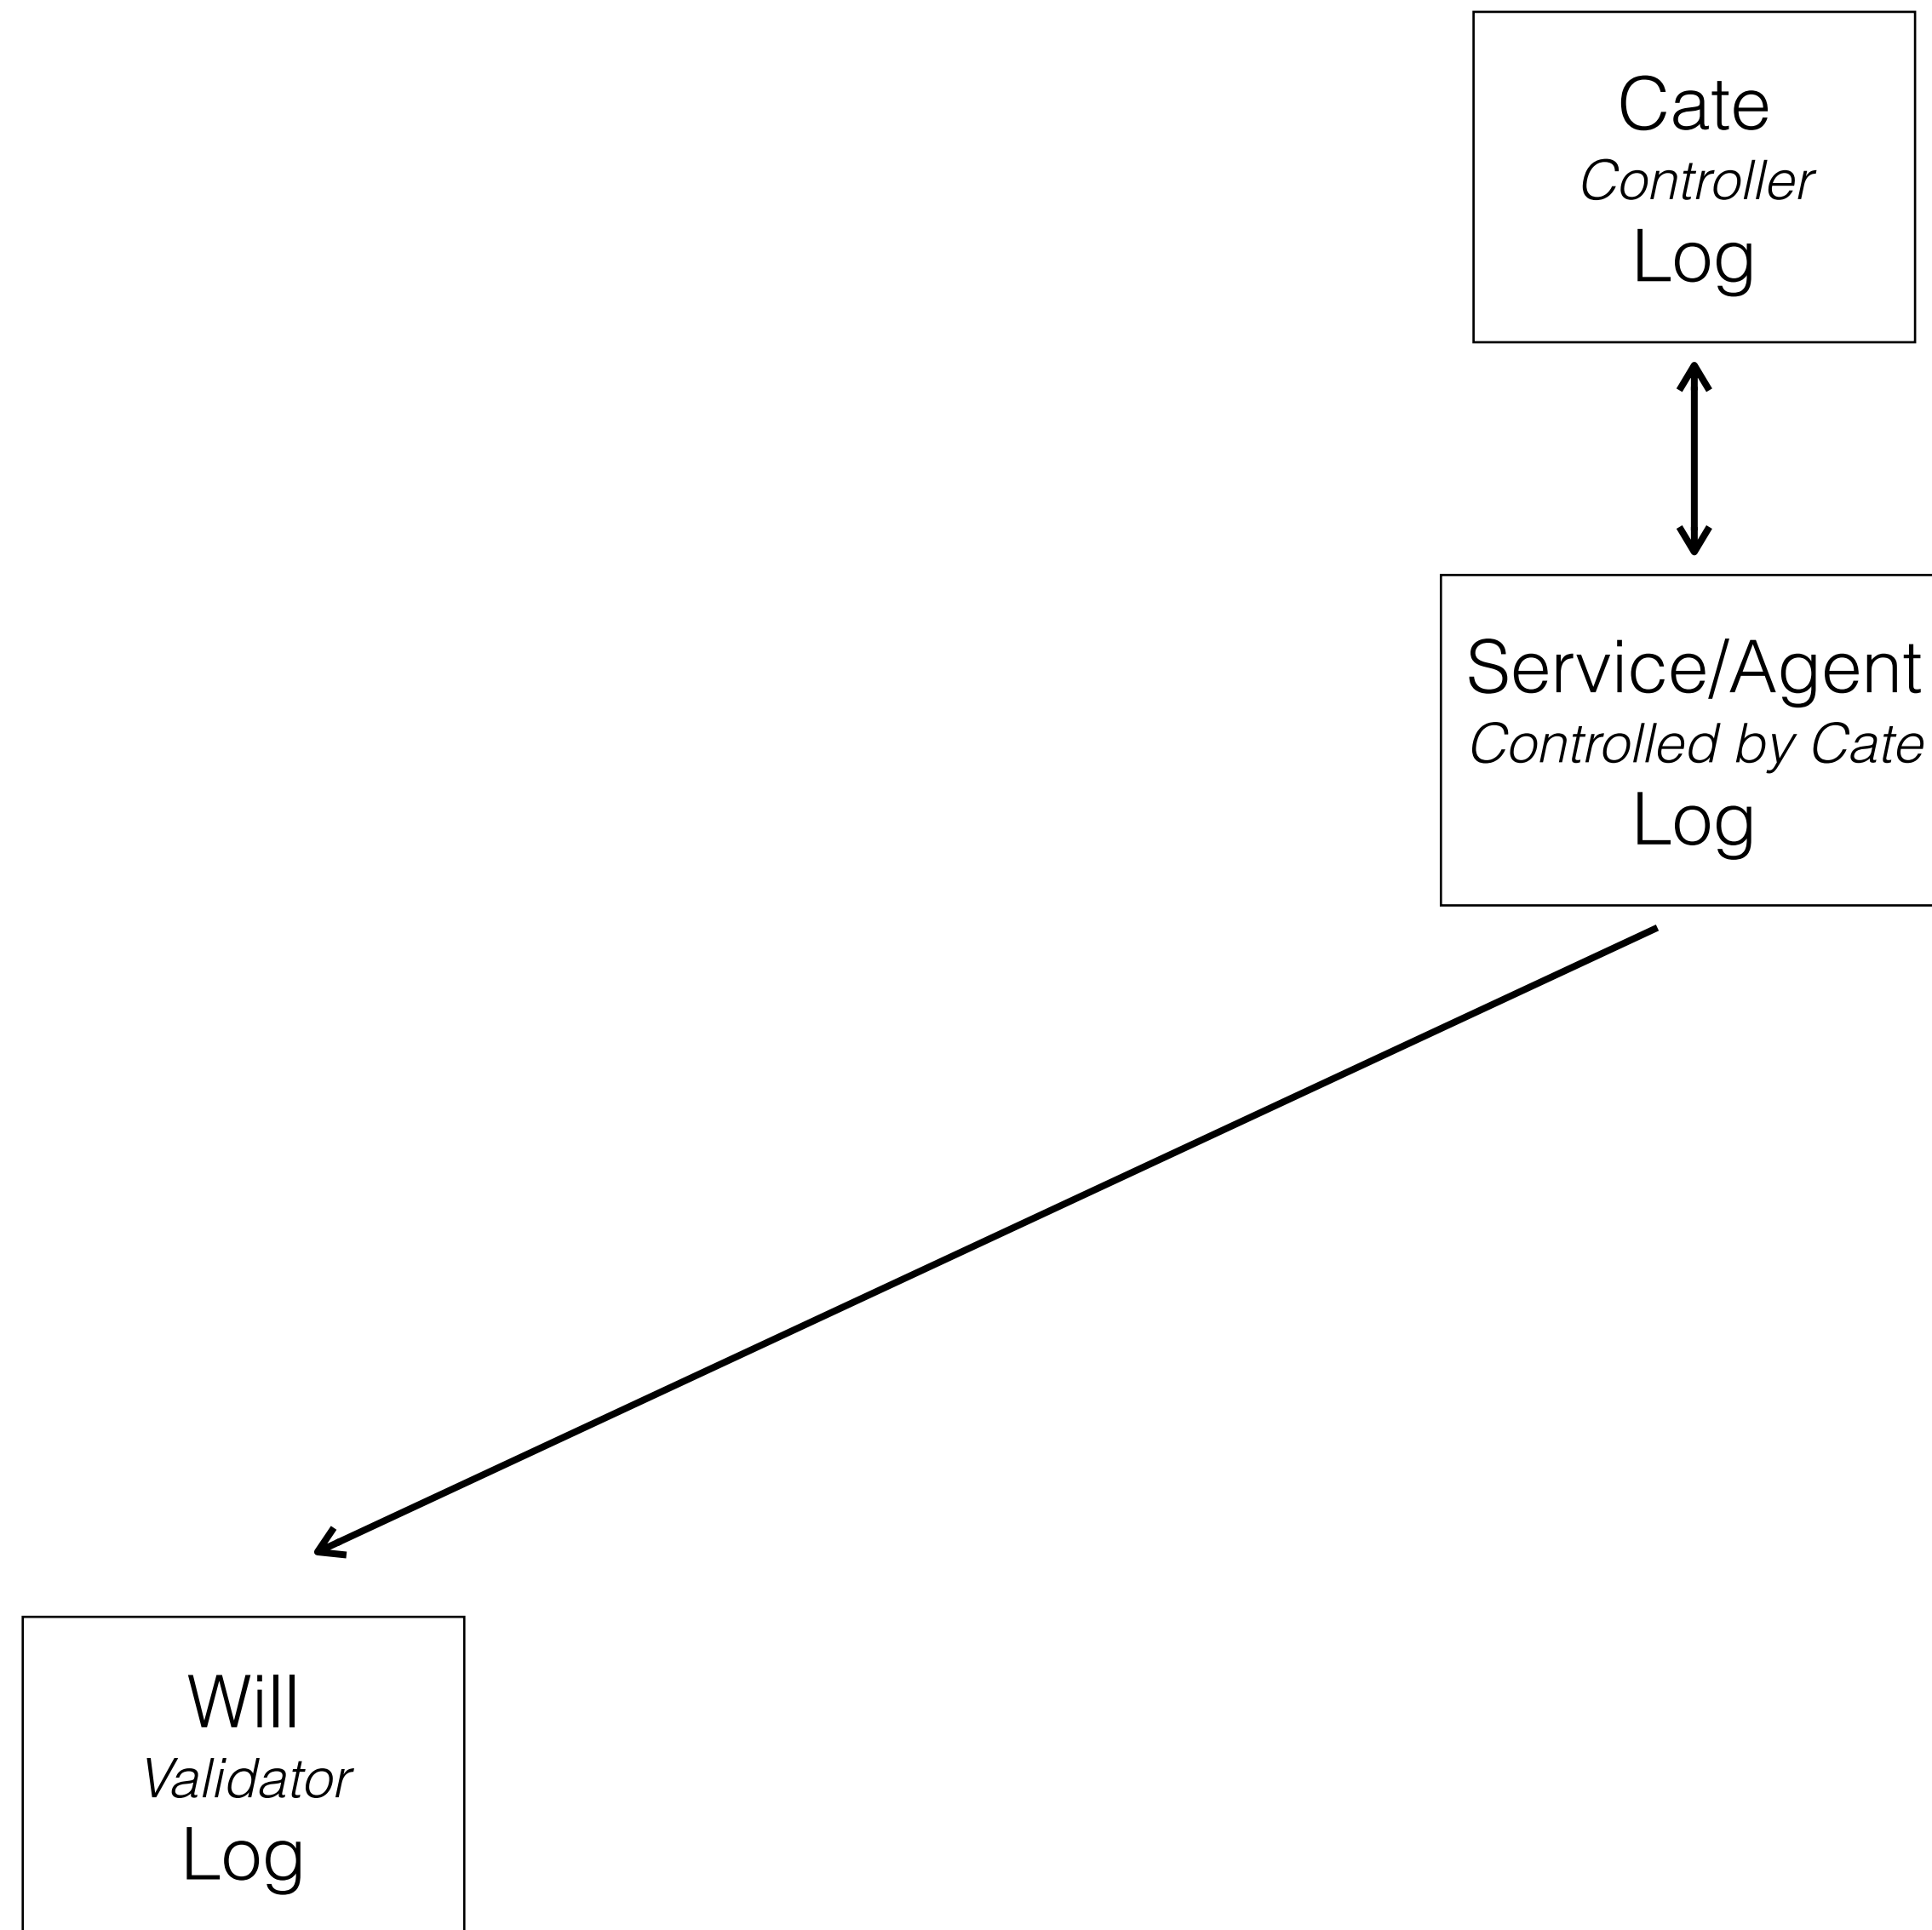 Cate
Controller
Log
Service/Agent
Controlled by Cate
Log
Will
Validator
Log